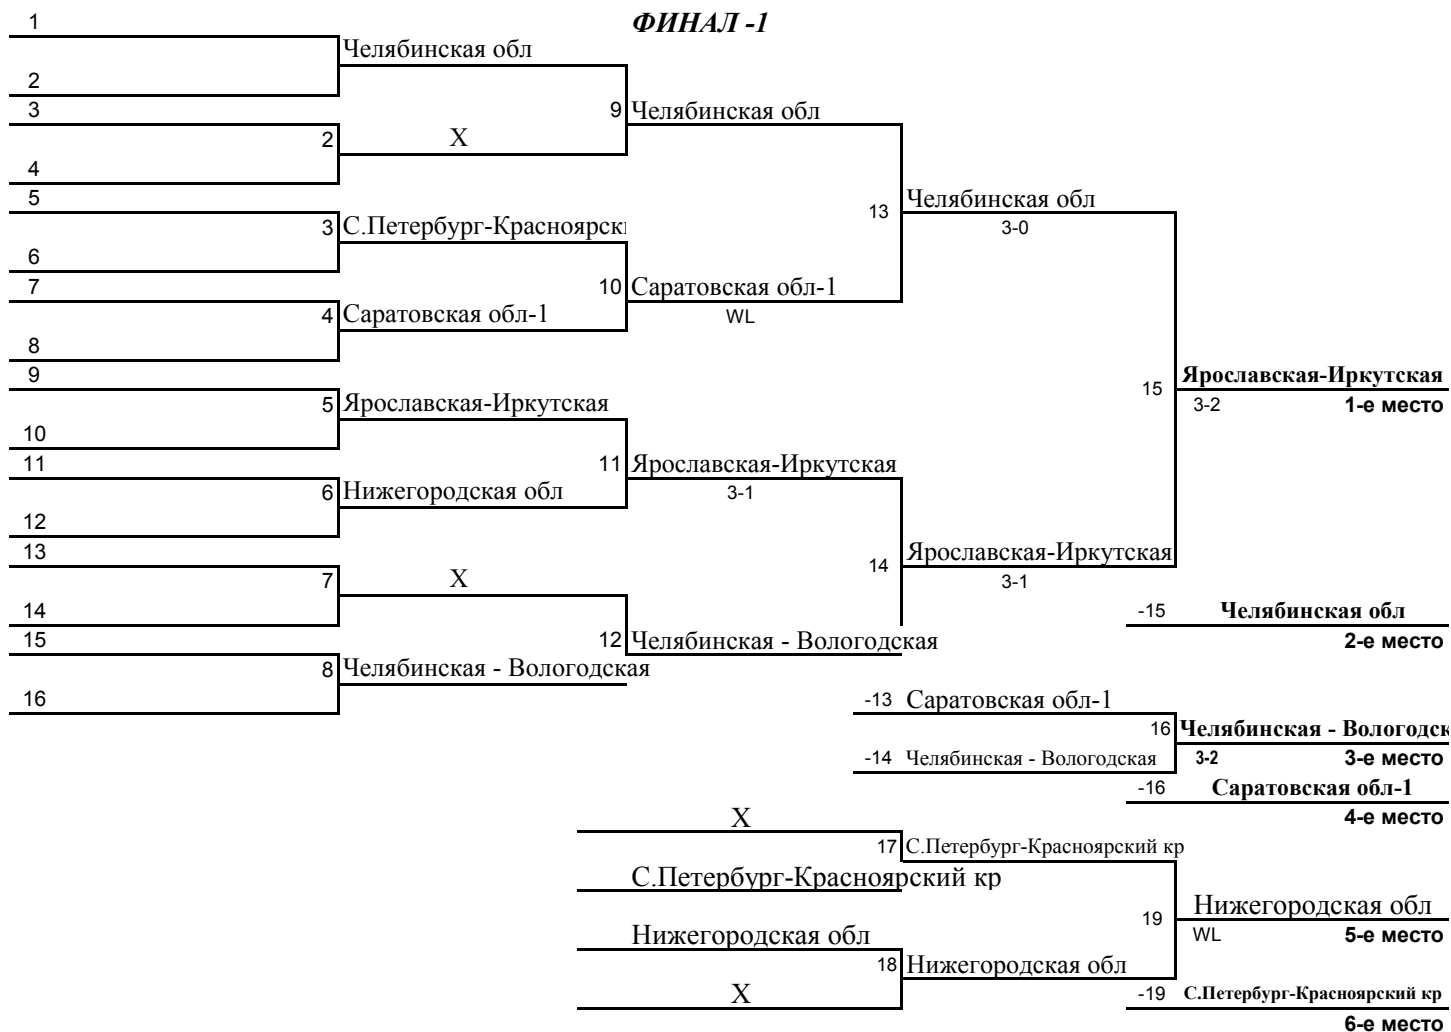 ФИНАЛ -1
1
Челябинская обл
2
3
9 Челябинская обл
2 X
4
5
13 Челябинская обл
3-0
3 С.Петербург-Красноярск
6
7
10 Саратовская обл-1
WL
4 Саратовская обл-1
8
9
15 Ярославская-Иркутская
3-2 1-е место
5 Ярославская-Иркутская
10
11
11 Ярославская-Иркутская
3-1
6 Нижегородская обл
12
13
14 Ярославская-Иркутская
3-1
7 X
14
-15 Челябинская обл
2-е место
15
12 Челябинская - Вологодская
8 Челябинская - Вологодская
16
-13 Саратовская обл-1
16 Челябинская - Вологодск
3-2 3-е место
-14 Челябинская - Вологодская
-16 Саратовская обл-1
4-е место
X
17 С.Петербург-Красноярский кр
С.Петербург-Красноярский кр
19 Нижегородская обл
WL 5-е место
Нижегородская обл
18 Нижегородская обл
X
-19 С.Петербург-Красноярский кр
6-е место